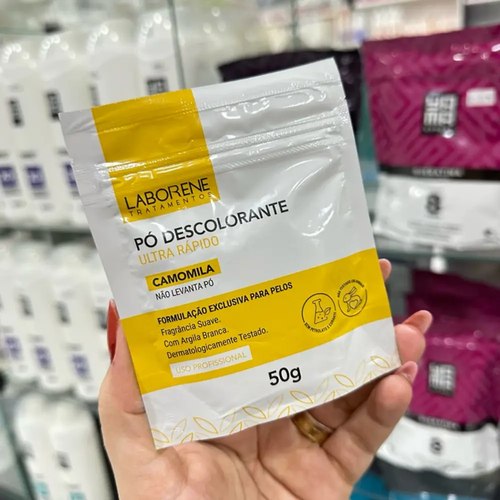 LABORENE
TRATAMENTOS
PÓ DESCOLORANTE
ULTRA RÁPIDO
CAMOMILA
NÃO LEVANTA PÓ
FORMULAÇÃO EXCLUSIVA PARA PELOS
Fragrância Suave.
Com Argila Branca.
Dermatologicamente Testado.
USO PROFISSIONAL
50g